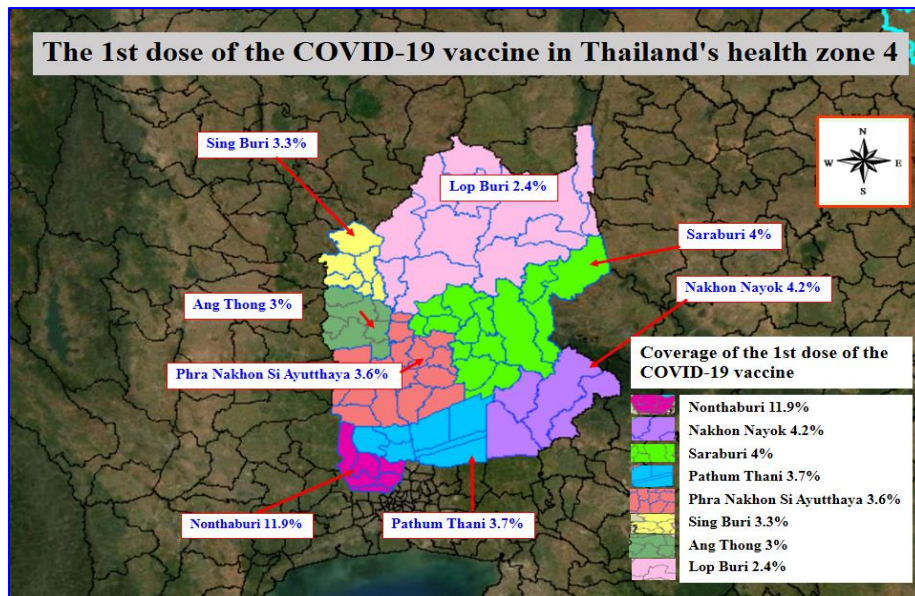 The 1st dose of the COVID-19 vaccine in Thailand's health zone 4
N
W E
S
Sing Buri 3.3%
Lop Buri 2.4%
Saraburi 4%
Nakhon Nayok 4.2%
Ang Thong 3%
Phra Nakhon Si Ayutthaya 3.6%
Nonthaburi 11.9%
Pathum Thani 3.7%
Coverage of the 1st dose of the
COVID-19 vaccine
Nonthaburi 11.9%
Nakhon Nayok 4.2%
Saraburi 4%
Pathum Thani 3.7%
Phra Nakhon Si Ayutthaya 3.6%
Sing Buri 3.3%
Ang Thong 3%
Lop Buri 2.4%